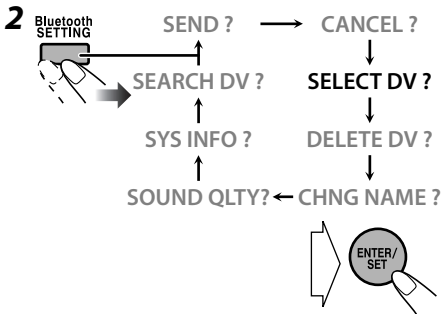 2 Bluetooth
SETTING
SEND ? CANCEL ?
SEARCH DV ? SELECT DV ?
SYS INFO ? DELETE DV ?
SOUND QLTY? CHNG NAME ?
ENTER/
SET